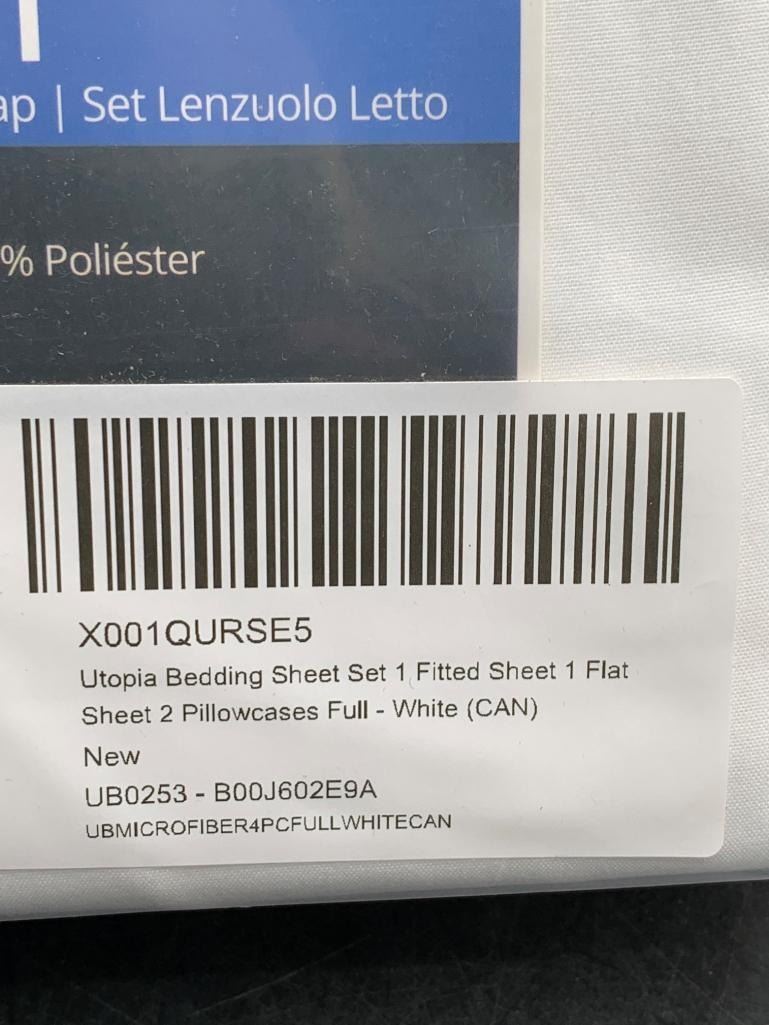 | Set Lenzuolo Letto
% Poliéster
X001QURSE5
Utopia Bedding Sheet Set 1 Fitted Sheet 1 Flat
Sheet 2 Pillowcases Full - White (CAN)
New
UB0253 - B00J602E9A
UBMICROFIBER4PCFULLWHITECAN